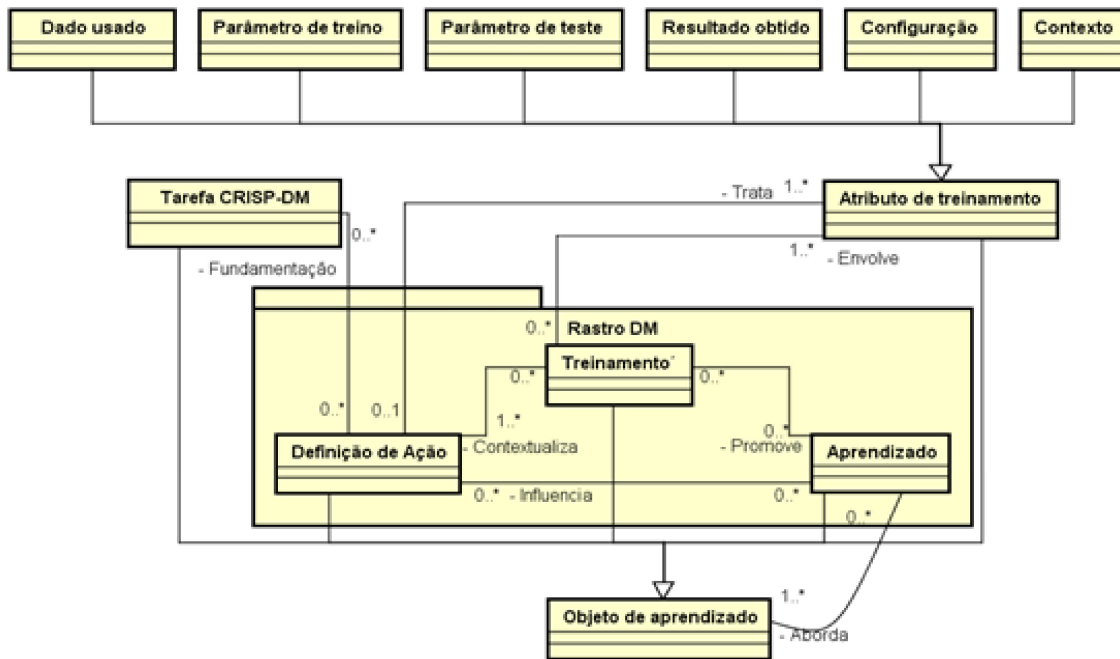 Dado usado
Parâmetro de treino
Parâmetro de teste
Resultado obtido
Configuração
Contexto
Tarefa CRISP-DM
- Trata
1..*
Atributo de treinamento
0..*
1..*
- Envolve
- Fundamentação
0..*
Rastro DM
Treinamento´
0..*
0..*
0..*
0..1
1..*
- Contextualiza
0..*
- Promove
Definição de Ação
Aprendizado
0..*
- Influencia
0..*
0..*
1..*
Objeto de aprendizado
- Aborda